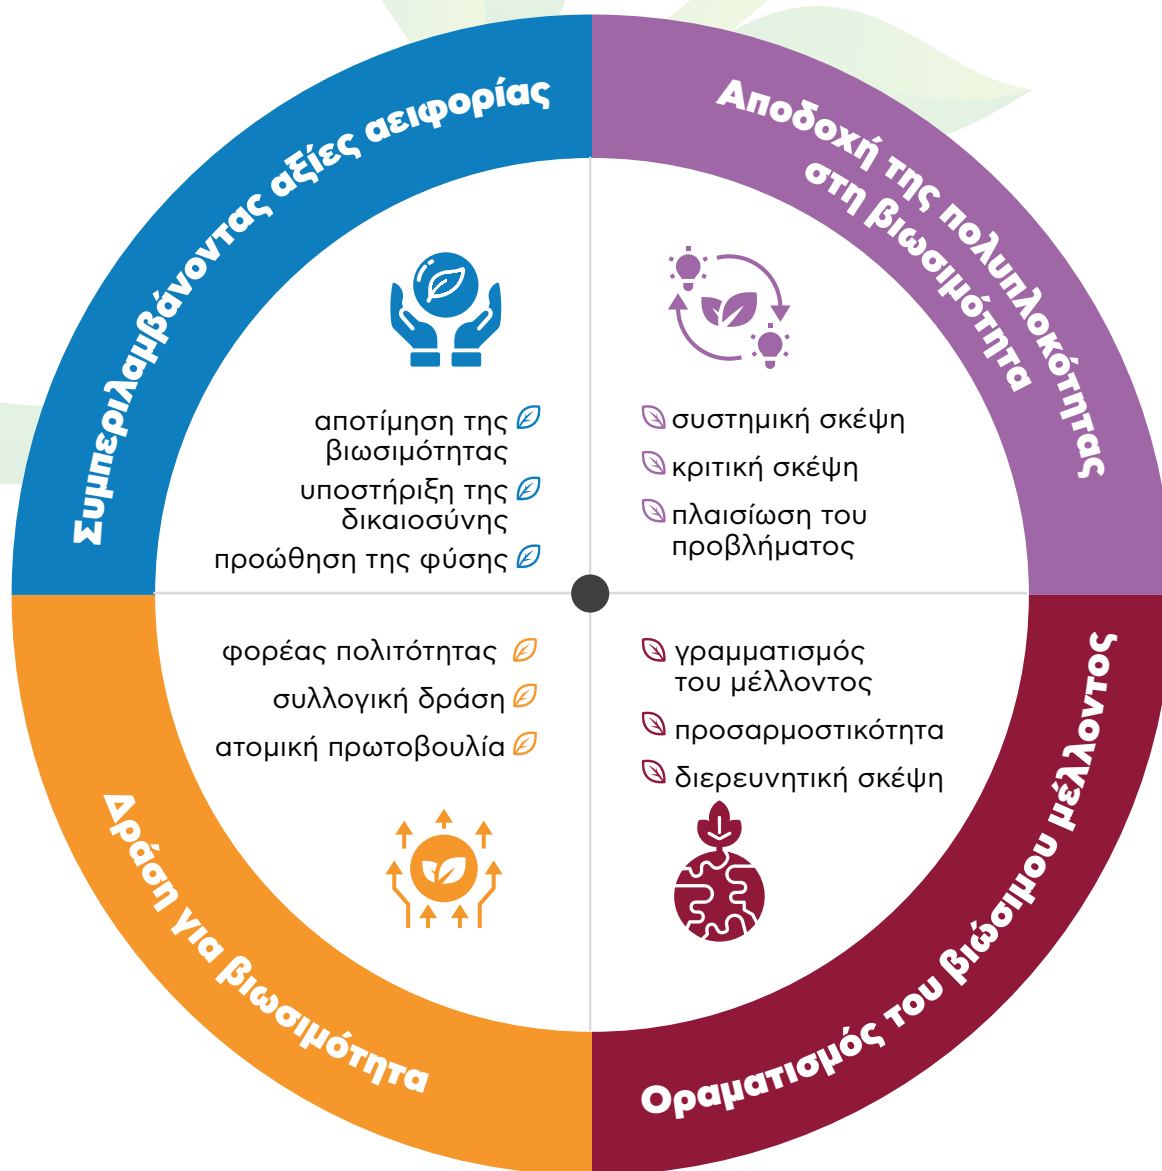 Συμπεριλαμβάνοντας αξίες αειφορίας
αποτίμηση της
βιωσιμότητας
υποστήριξη της
δικαιοσύνης
προώθηση της φύσης
Αποδοχή της πολυπλοκότητας
στη βιωσιμότητα
συστημική σκέψη
κριτική σκέψη
πλαισίωση του
προβλήματος
φορέας πολιτότητας
συλλογική δράση
ατομική πρωτοβουλία
Δράση για βιωσιμότητα
γραμματισμός
του μέλλοντος
προσαρμοστικότητα
διερευνητική σκέψη
Οραματισμός του βιώσιμου μέλλοντος